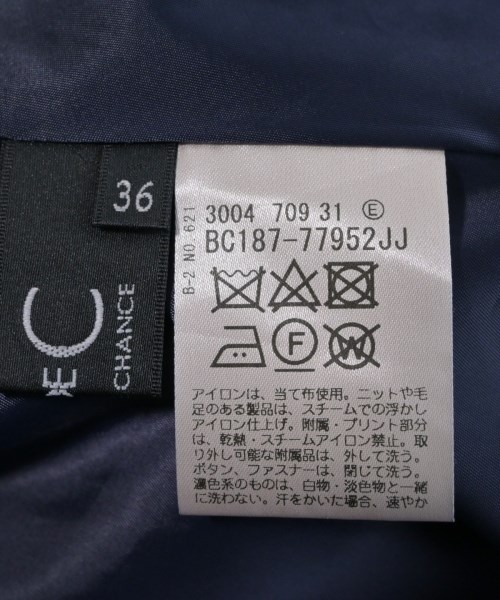 36
C
CHANCE
B-2 NO.621
3004 709 31 Ⓔ
BC187-77952JJ
F
W
アイロンは、当て布使用。ニットや毛
足のある製品は、スチームでの浮かし
アイロン仕上げ。附属・プリント部分
は、乾熱・スチームアイロン禁止。取
り外し可能な附属品は、外して洗う。
ボタン、ファスナーは、閉じて洗う。
濃色系のものは、白物・淡色物と一緒
に洗わない。汗をかいた場合、速やか